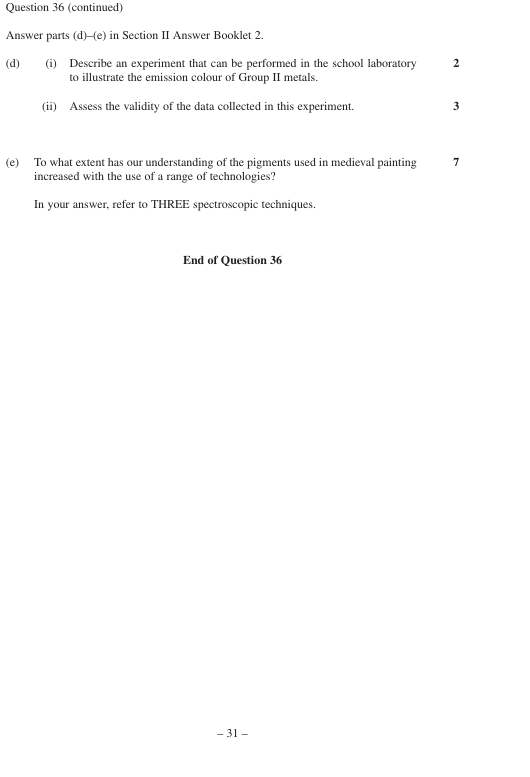 Question 36 (continued)
Answer parts (d)–(e) in Section II Answer Booklet 2.
(d) (i) Describe an experiment that can be performed in the school laboratory 2
to illustrate the emission colour of Group II metals.
(ii) Assess the validity of the data collected in this experiment. 3
(e) To what extent has our understanding of the pigments used in medieval painting 7
increased with the use of a range of technologies?
In your answer, refer to THREE spectroscopic techniques.
End of Question 36
– 31 –